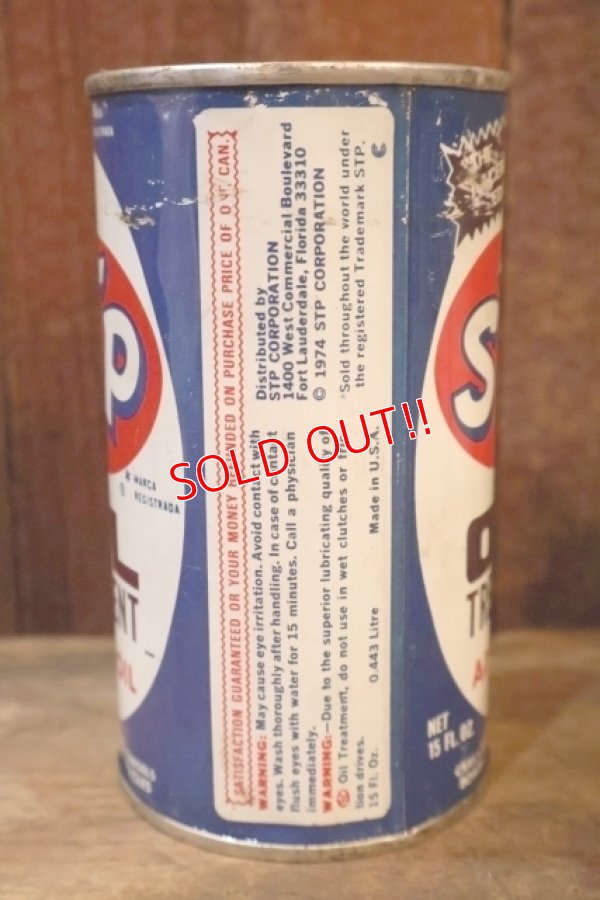 SATISFACTION GUARANTEED OR YOUR MONEY REFUNDED ON PURCHASE PRICE OF CAN.
WARNING: May cause eye irritation. Avoid contact with
eyes. Wash thoroughly after handling. In case of contact
flush eyes with water for 15 minutes. Call a physician
immediately.
WARNING:—Due to the superior lubricating quality of
Oil Treatment, do not use in wet clutches or
tion drives.
15 Fl. Oz. 0.443 Litre Made in U.S.A.
Distributed by
STP CORPORATION
1400 West Commercial Boulevard
Fort Lauderdale, Florida 33310
© 1974 STP CORPORATION
*Sold throughout the world under
the registered Trademark STP.
SOLD OUT!!
P
* MARCA
® REGISTRADA
L
ENT
OIL
THE
ST
O
TRE
A
NET
15 FL. OZ.